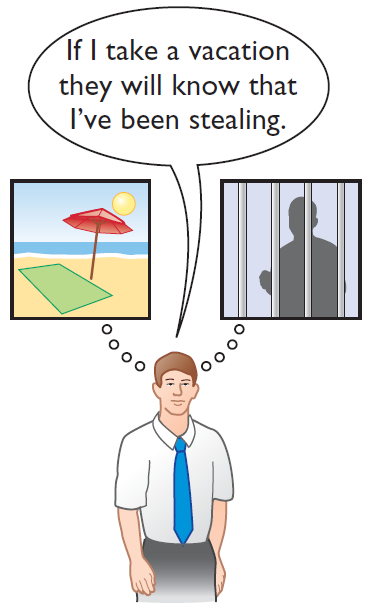 If I take a vacation
they will know that
I've been stealing.